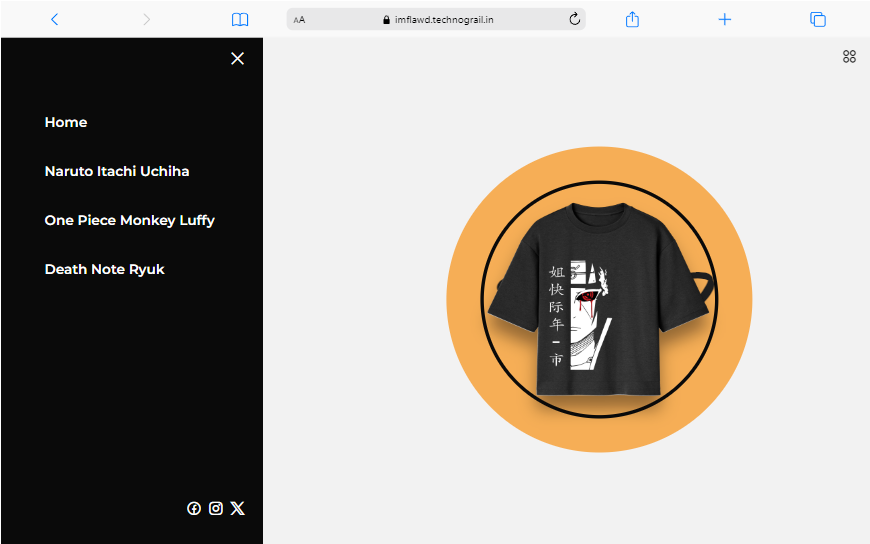 AA
imflawd.technograil.in
Home
Naruto Itachi Uchiha
One Piece Monkey Luffy
Death Note Ryuk
姐快际年一市